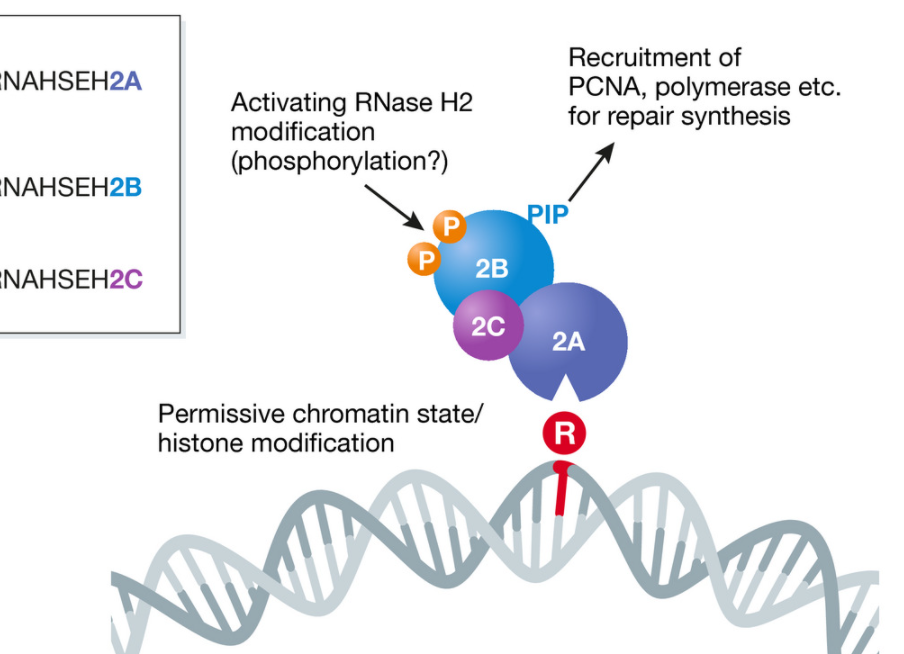 RNAHSEH2A
RNAHSEH2B
RNAHSEH2C
Activating RNase H2
modification
(phosphorylation?)
Recruitment of
PCNA, polymerase etc.
for repair synthesis
PIP
P
P
2B
2C
2A
R
Permissive chromatin state/
histone modification